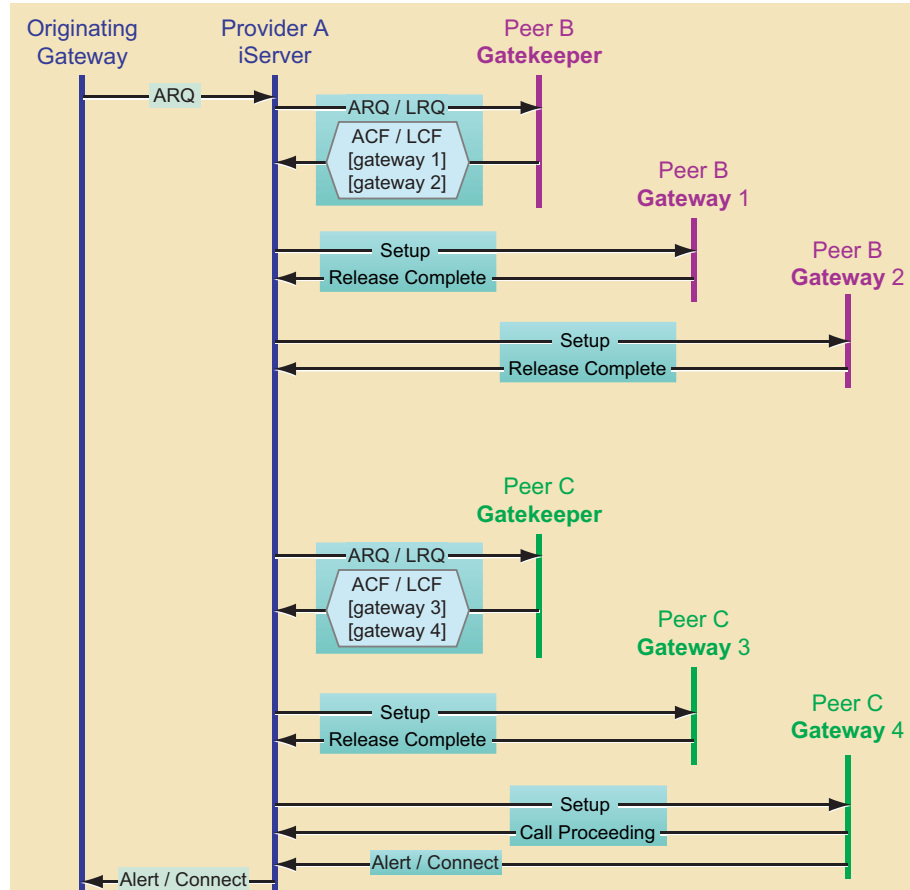 Originating
Gateway
Provider A
iServer
Peer B
Gatekeeper
ARQ
ARQ / LRQ
ACF / LCF
[gateway 1]
[gateway 2]
Peer B
Gateway 1
Setup
Release Complete
Peer B
Gateway 2
Setup
Release Complete
Peer C
Gatekeeper
ARQ / LRQ
ACF / LCF
[gateway 3]
[gateway 4]
Peer C
Gateway 3
Setup
Release Complete
Peer C
Gateway 4
Setup
Call Proceeding
Alert / Connect
Alert / Connect